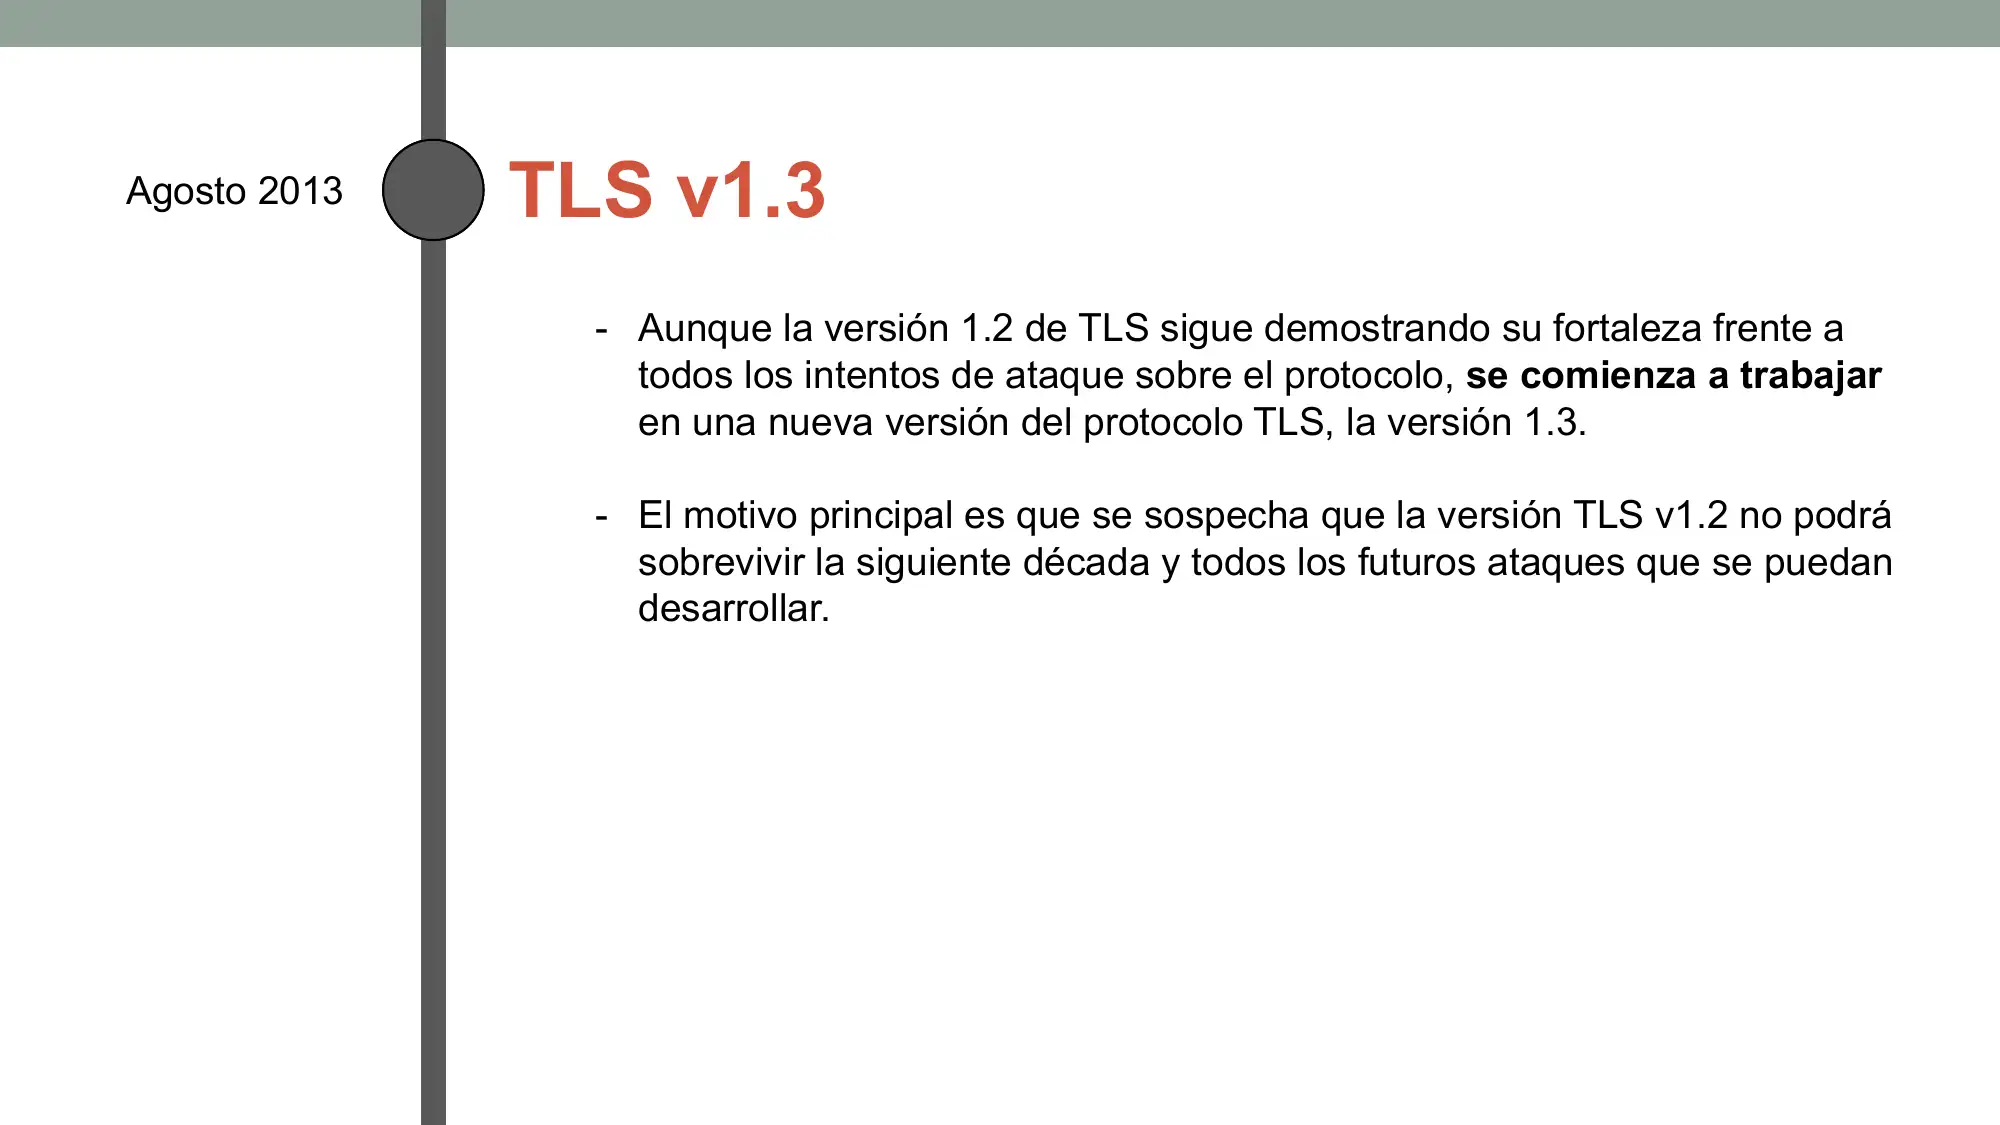 Agosto 2013
TLS v1.3
- Aunque la versión 1.2 de TLS sigue demostrando su fortaleza frente a
todos los intentos de ataque sobre el protocolo, se comienza a trabajar
en una nueva versión del protocolo TLS, la versión 1.3.
- El motivo principal es que se sospecha que la versión TLS v1.2 no podrá
sobrevivir la siguiente década y todos los futuros ataques que se puedan
desarrollar.